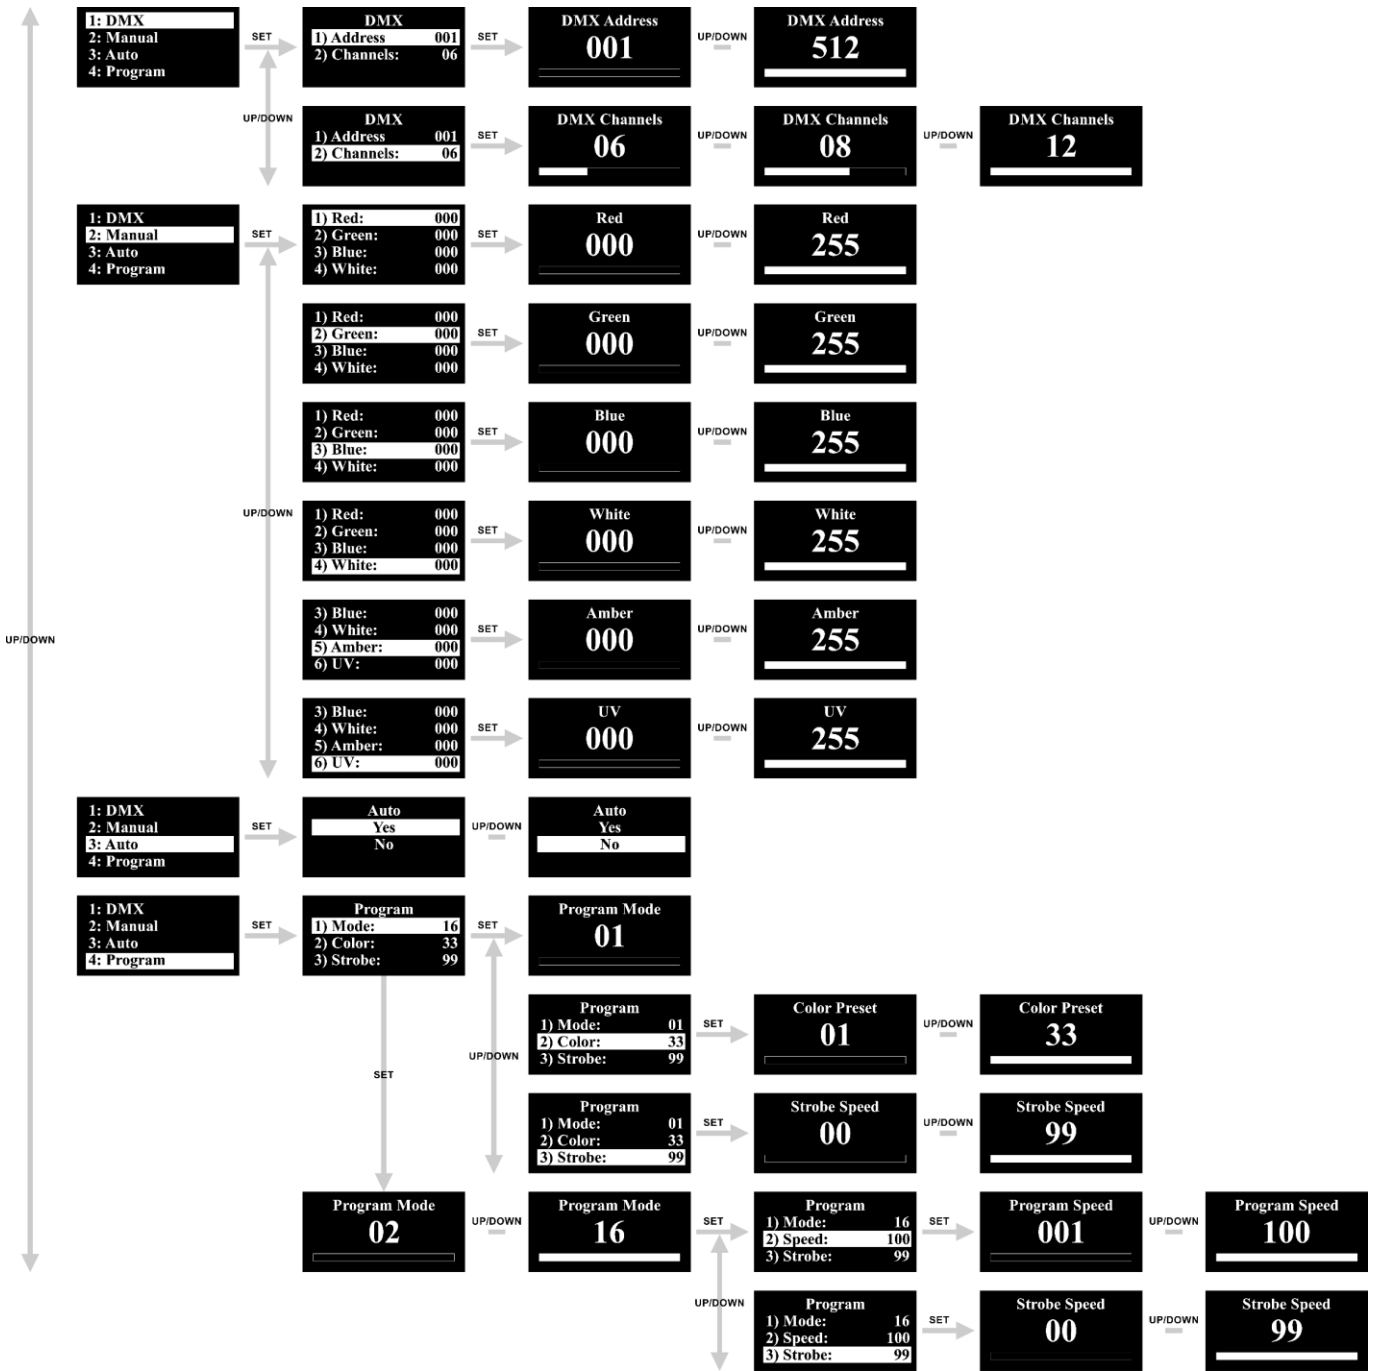 1: DMX
2: Manual
3: Auto
4: Program
SET
DMX
1) Address 001
2) Channels: 06
SET
DMX Address
001
UP/DOWN
DMX Address
512
UP/DOWN
DMX
1) Address 001
2) Channels: 06
SET
DMX Channels
06
UP/DOWN
DMX Channels
08
UP/DOWN
DMX Channels
12
1: DMX
2: Manual
3: Auto
4: Program
SET
1) Red: 000
2) Green: 000
3) Blue: 000
4) White: 000
SET
Red
000
UP/DOWN
Red
255
1) Red: 000
2) Green: 000
3) Blue: 000
4) White: 000
SET
Green
000
UP/DOWN
Green
255
1) Red: 000
2) Green: 000
3) Blue: 000
4) White: 000
SET
Blue
000
UP/DOWN
Blue
255
UP/DOWN
1) Red: 000
2) Green: 000
3) Blue: 000
4) White: 000
SET
White
000
UP/DOWN
White
255
UP/DOWN
3) Blue: 000
4) White: 000
5) Amber: 000
6) UV: 000
SET
Amber
000
UP/DOWN
Amber
255
3) Blue: 000
4) White: 000
5) Amber: 000
6) UV: 000
SET
UV
000
UP/DOWN
UV
255
1: DMX
2: Manual
3: Auto
4: Program
SET
Auto
Yes
No
UP/DOWN
Auto
Yes
No
1: DMX
2: Manual
3: Auto
4: Program
SET
Program
1) Mode: 16
2) Color: 33
3) Strobe: 99
SET
Program Mode
01
Program
1) Mode: 01
2) Color: 33
3) Strobe: 99
SET
Color Preset
01
UP/DOWN
Color Preset
33
UP/DOWN
SET
Program
1) Mode: 01
2) Color: 33
3) Strobe: 99
SET
Strobe Speed
00
UP/DOWN
Strobe Speed
99
Program Mode
02
UP/DOWN
Program Mode
16
SET
Program
1) Mode: 16
2) Speed: 100
3) Strobe: 99
SET
Program Speed
001
UP/DOWN
Program Speed
100
UP/DOWN
Program
1) Mode: 16
2) Speed: 100
3) Strobe: 99
SET
Strobe Speed
00
UP/DOWN
Strobe Speed
99